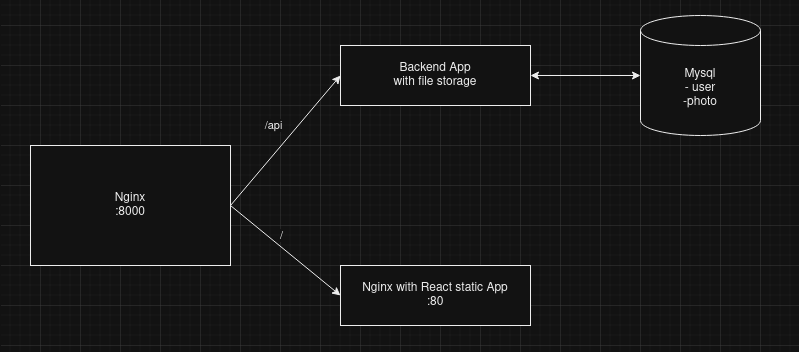 Backend App
with file storage
Mysql
- user
-photo
/api
Nginx
:8000
/
Nginx with React static App
:80